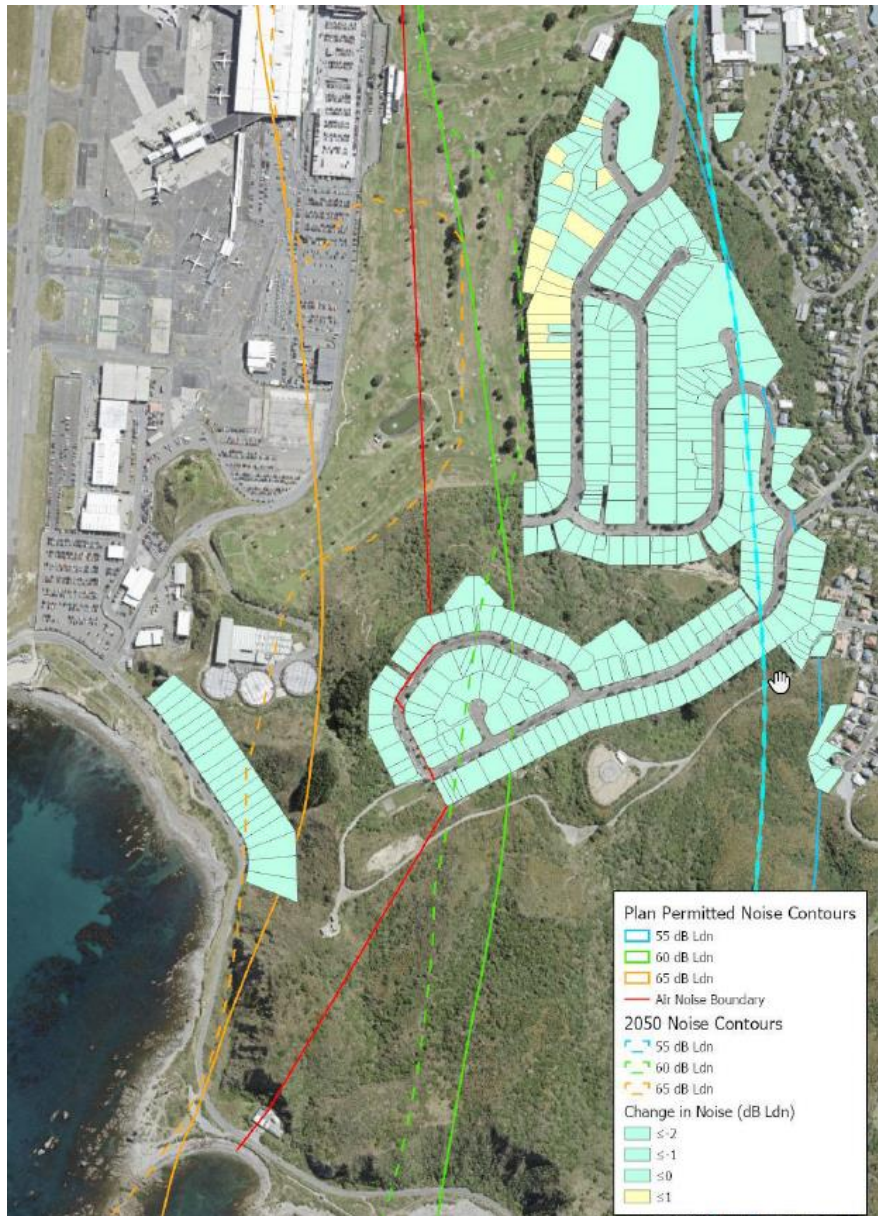 Plan Permitted Noise Contours
55 dB Ldn
60 dB Ldn
65 dB Ldn
Air Noise Boundary
2050 Noise Contours
55 dB Ldn
60 dB Ldn
65 dB Ldn
Change in Noise (dB Ldn)
≤-2
≤-1
≤0
≤1